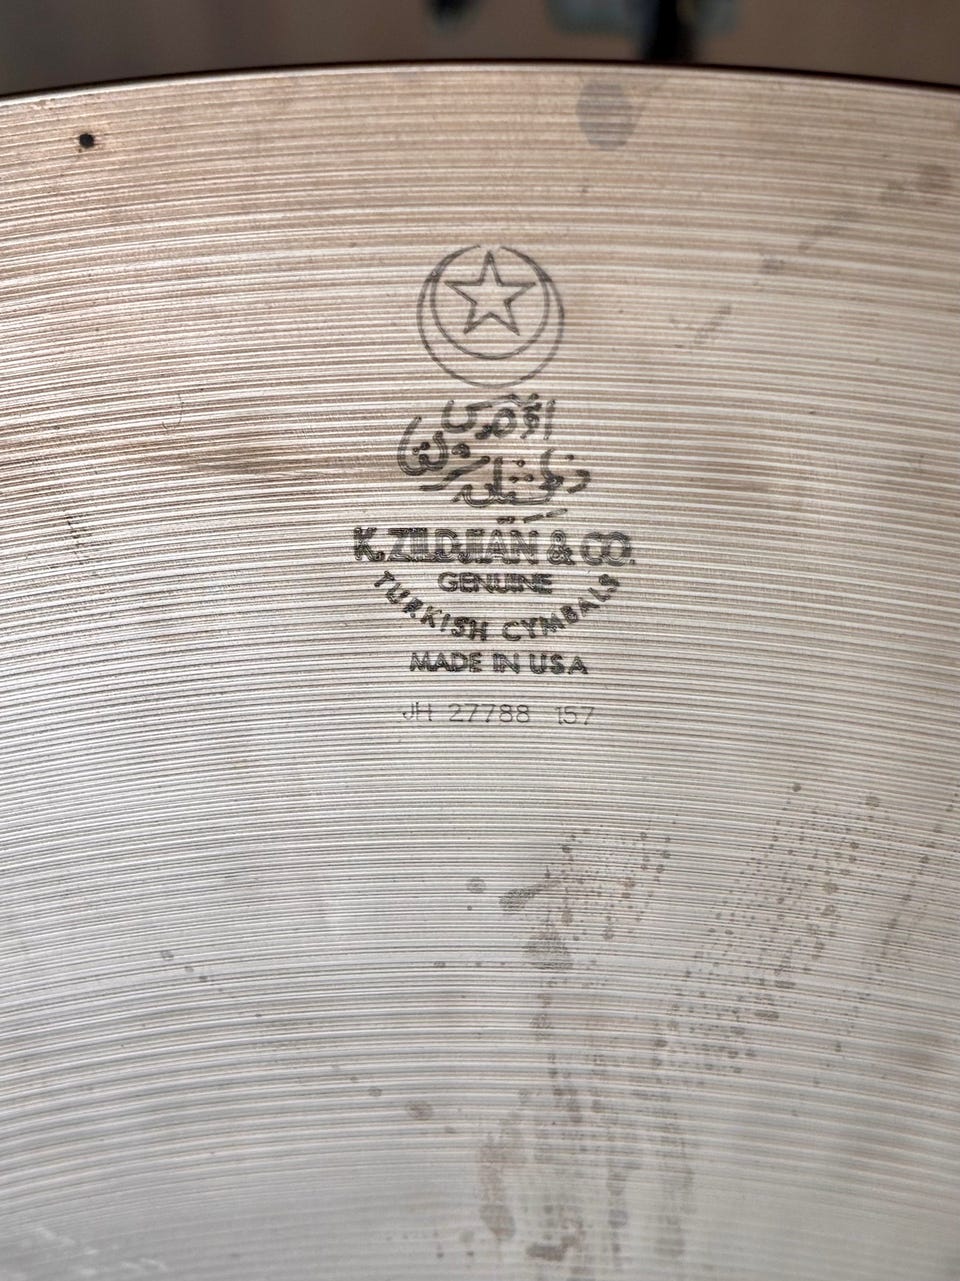 K. ZILDJIAN & CO.
GENUINE
TURKISH CYMBALS
MADE IN USA
JH 27788 157